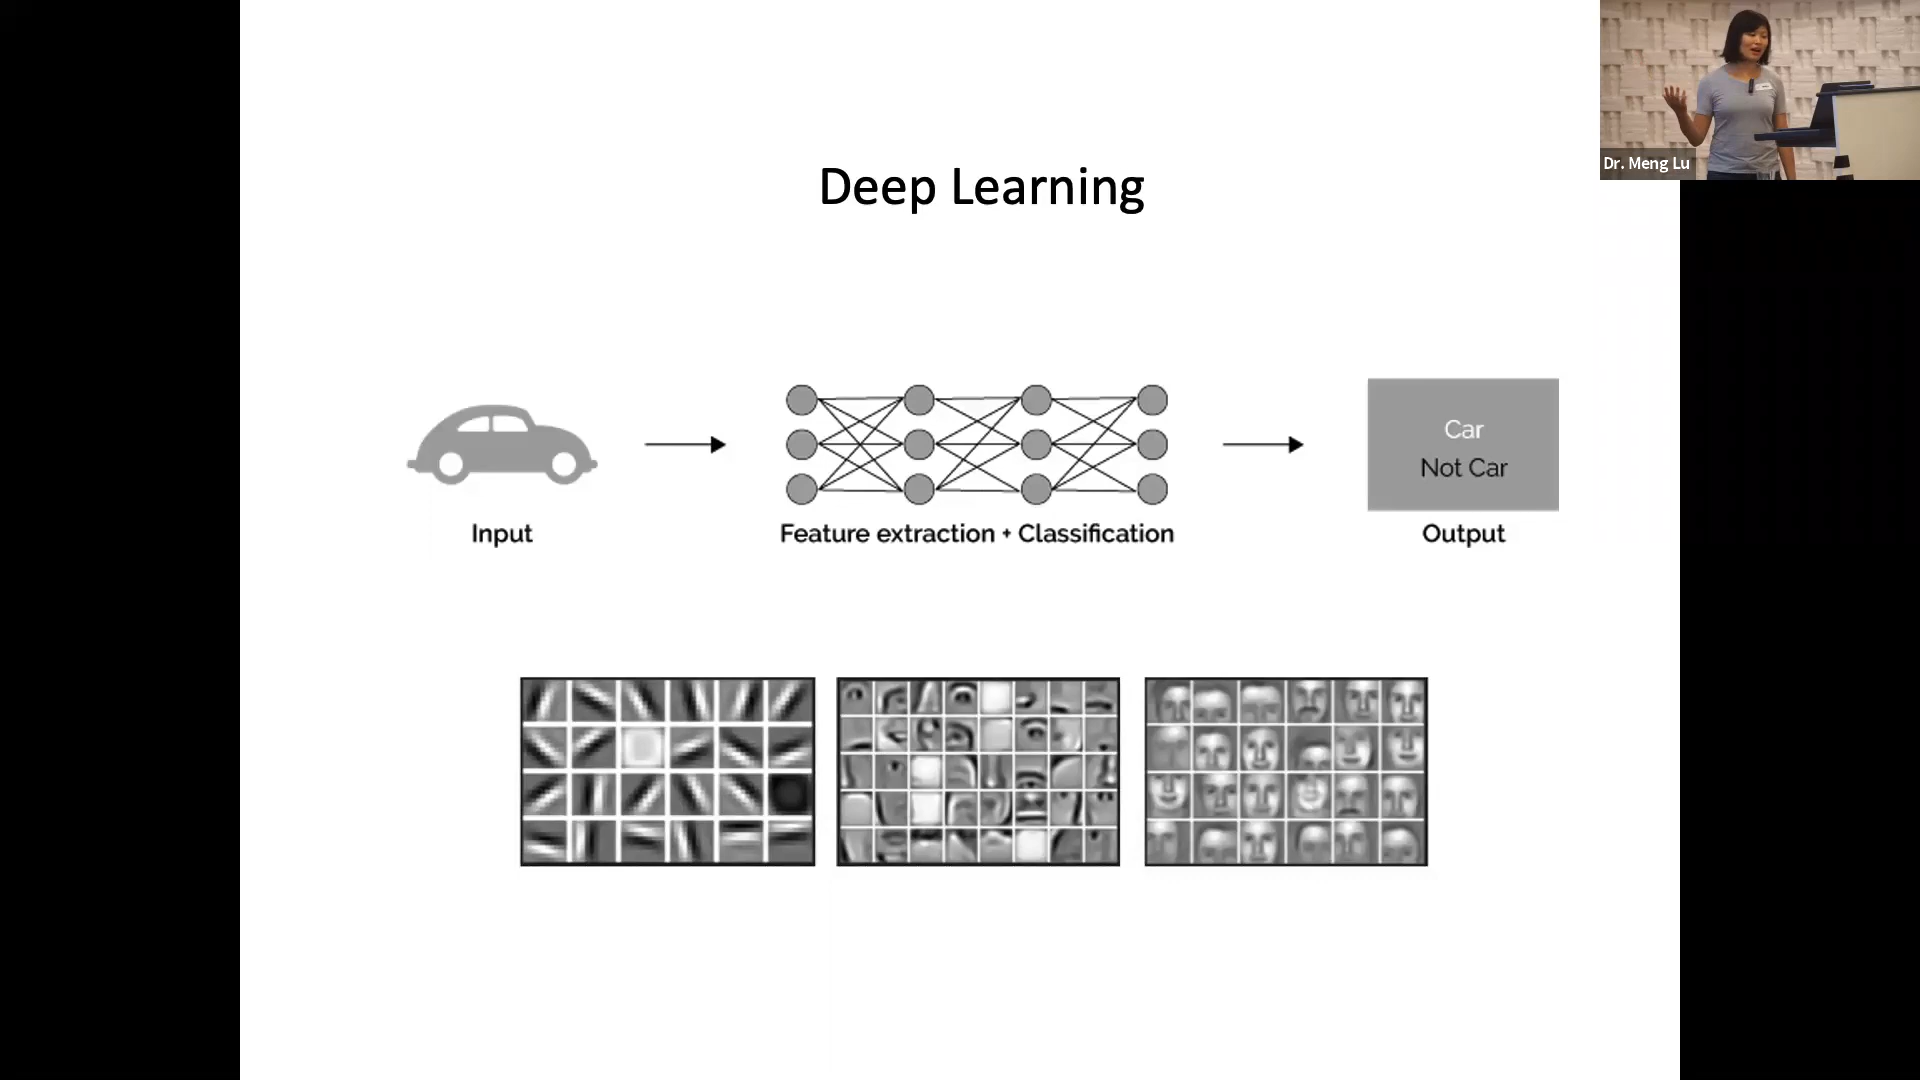 Deep Learning
Car
Not Car
Input
Feature extraction + Classification
Output
Dr. Meng Lu